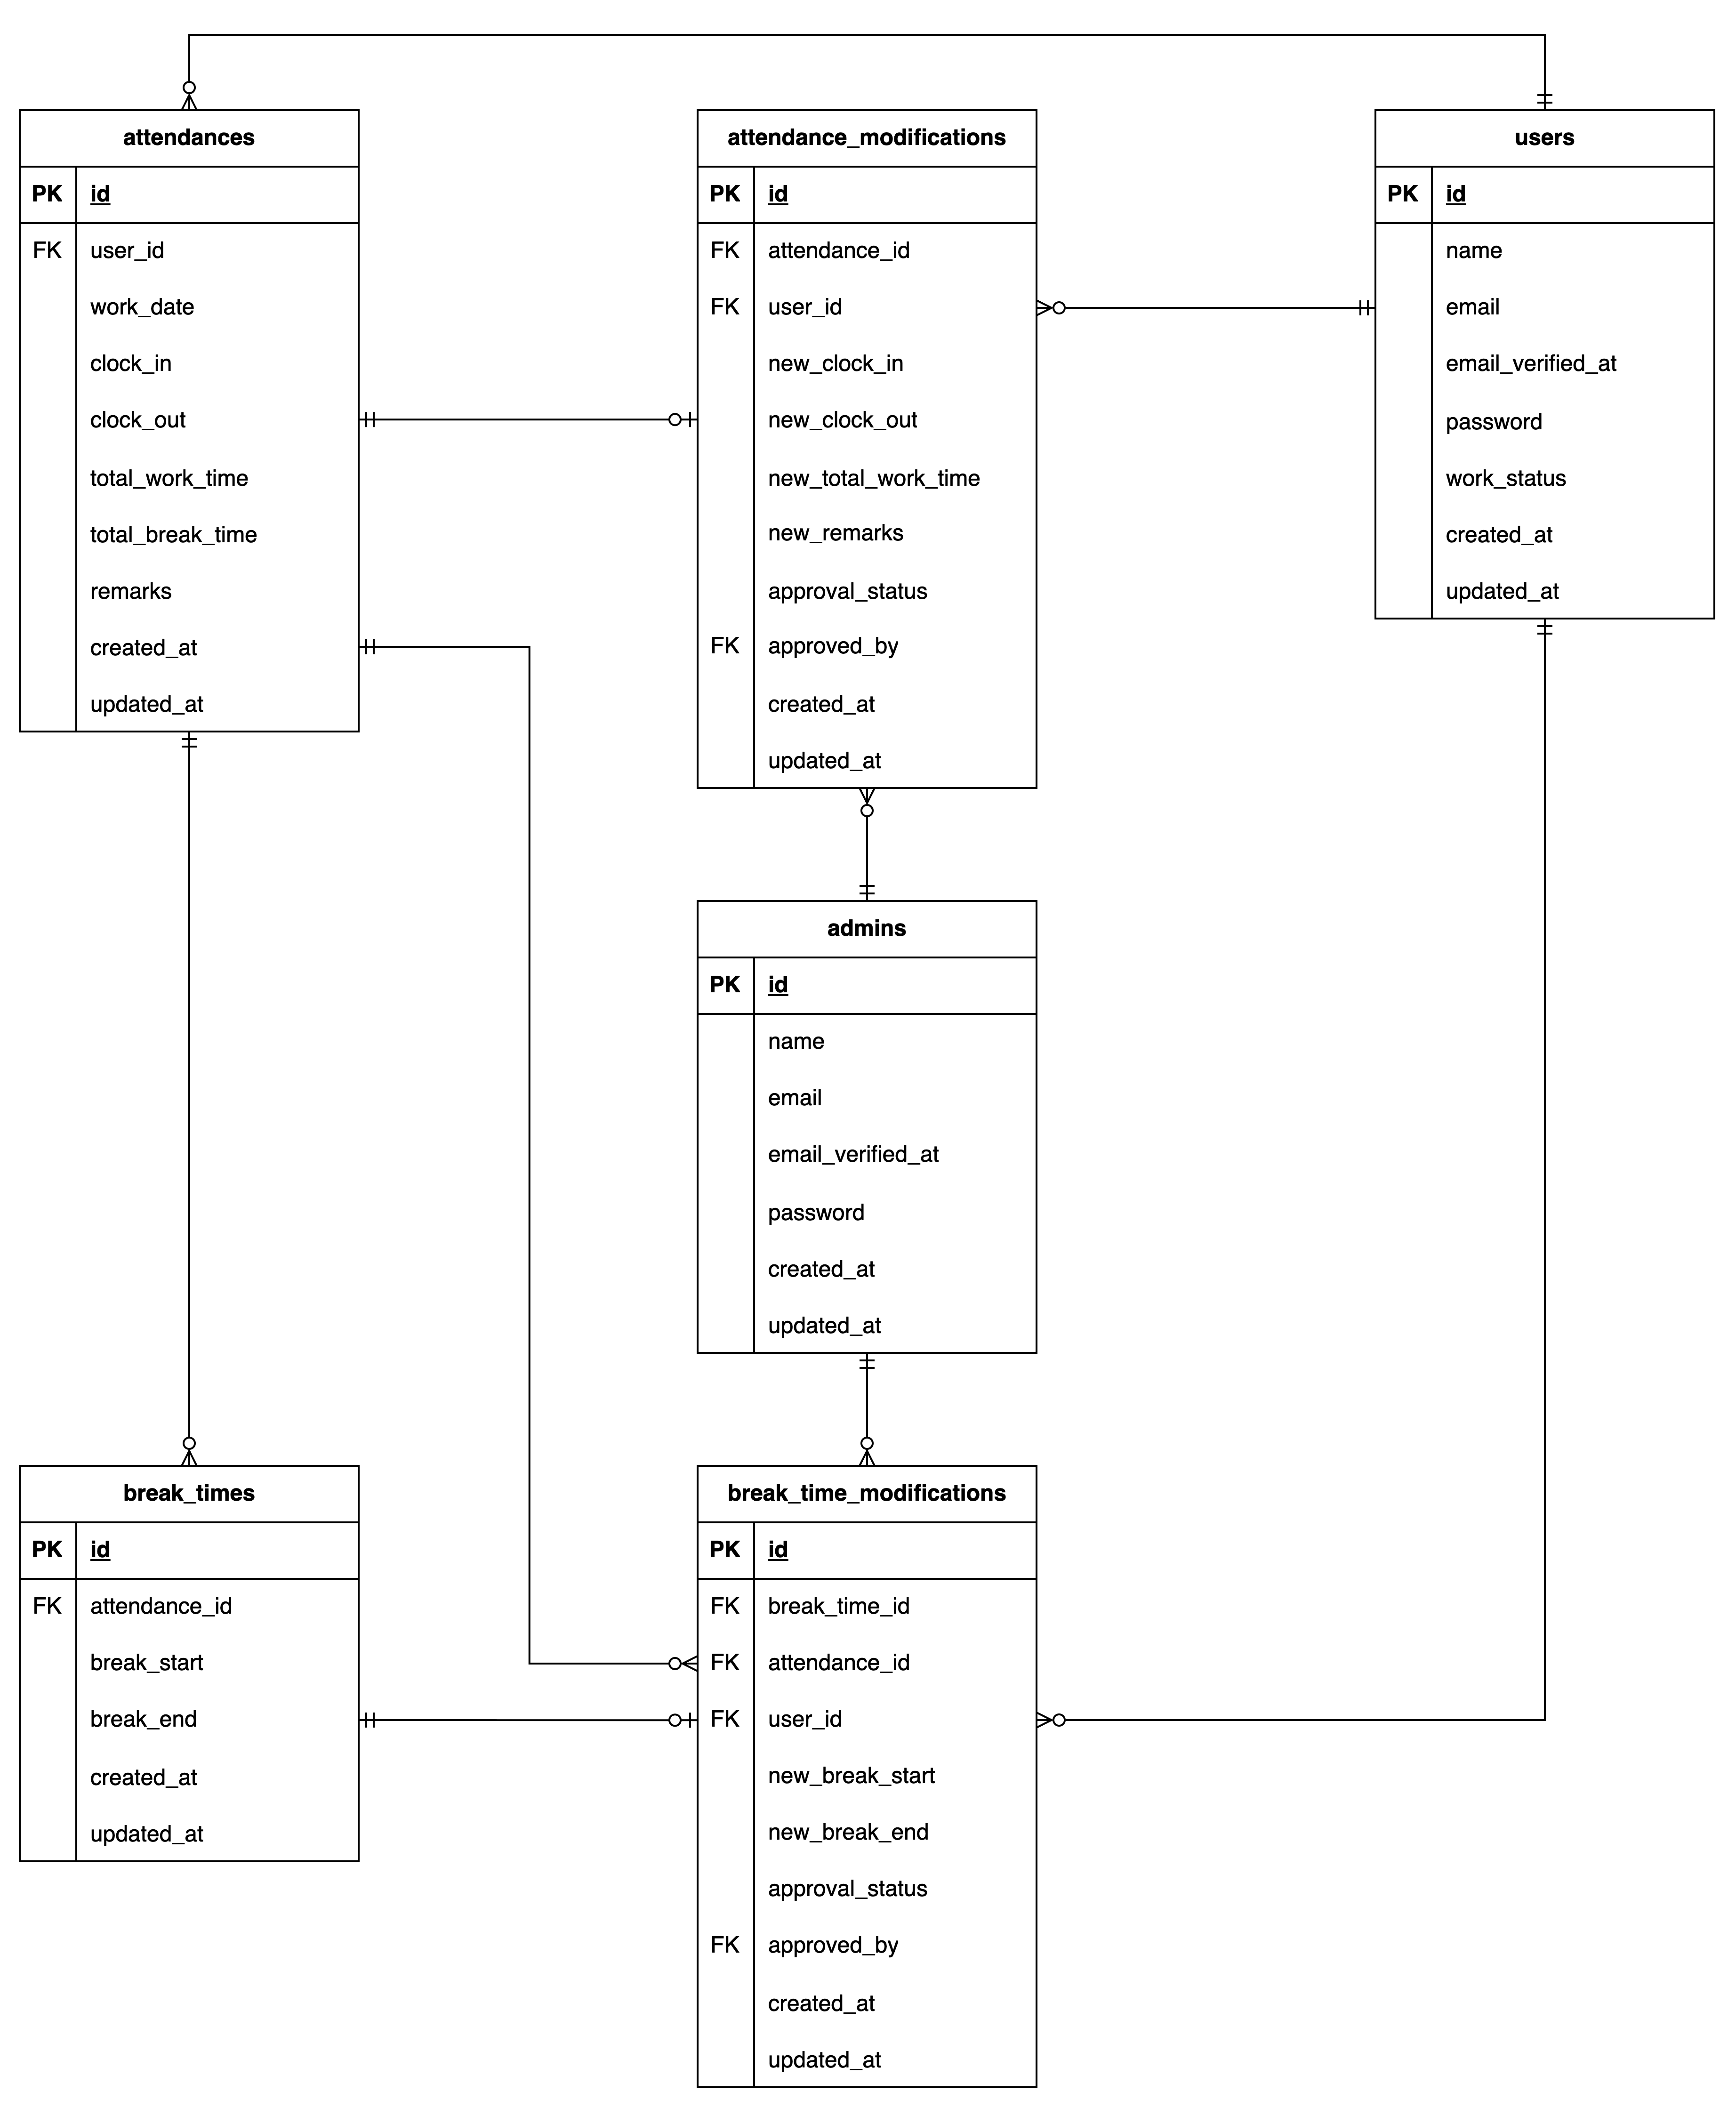 attendances
PK id
FK user_id
work_date
clock_in
clock_out
total_work_time
total_break_time
remarks
created_at
updated_at
attendance_modifications
PK id
FK attendance_id
FK user_id
new_clock_in
new_clock_out
new_total_work_time
new_remarks
approval_status
FK approved_by
created_at
updated_at
users
PK id
name
email
email_verified_at
password
work_status
created_at
updated_at
admins
PK id
name
email
email_verified_at
password
created_at
updated_at
break_times
PK id
FK attendance_id
break_start
break_end
created_at
updated_at
break_time_modifications
PK id
FK break_time_id
FK attendance_id
FK user_id
new_break_start
new_break_end
approval_status
FK approved_by
created_at
updated_at